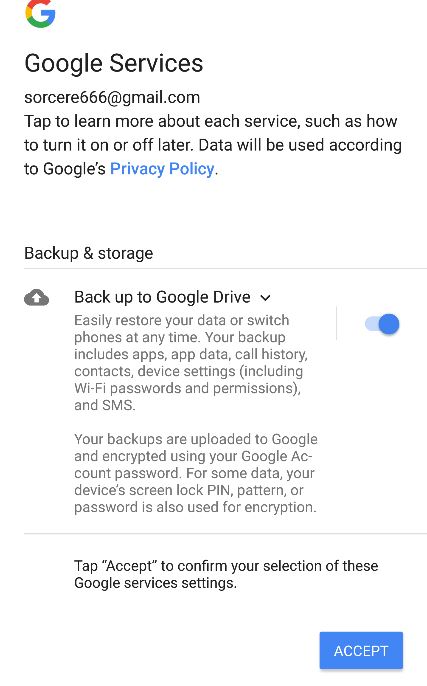 Google Services
sorcere666@gmail.com
Tap to learn more about each service, such as how
to turn it on or off later. Data will be used according
to Google's Privacy Policy.
Backup & storage
Back up to Google Drive
Easily restore your data or switch
phones at any time. Your backup
includes apps, app data, call history,
contacts, device settings (including
Wi-Fi passwords and permissions),
and SMS.
Your backups are uploaded to Google
and encrypted using your Google Ac-
count password. For some data, your
device's screen lock PIN, pattern, or
password is also used for encryption.
Tap “Accept” to confirm your selection of these
Google services settings.
ACCEPT